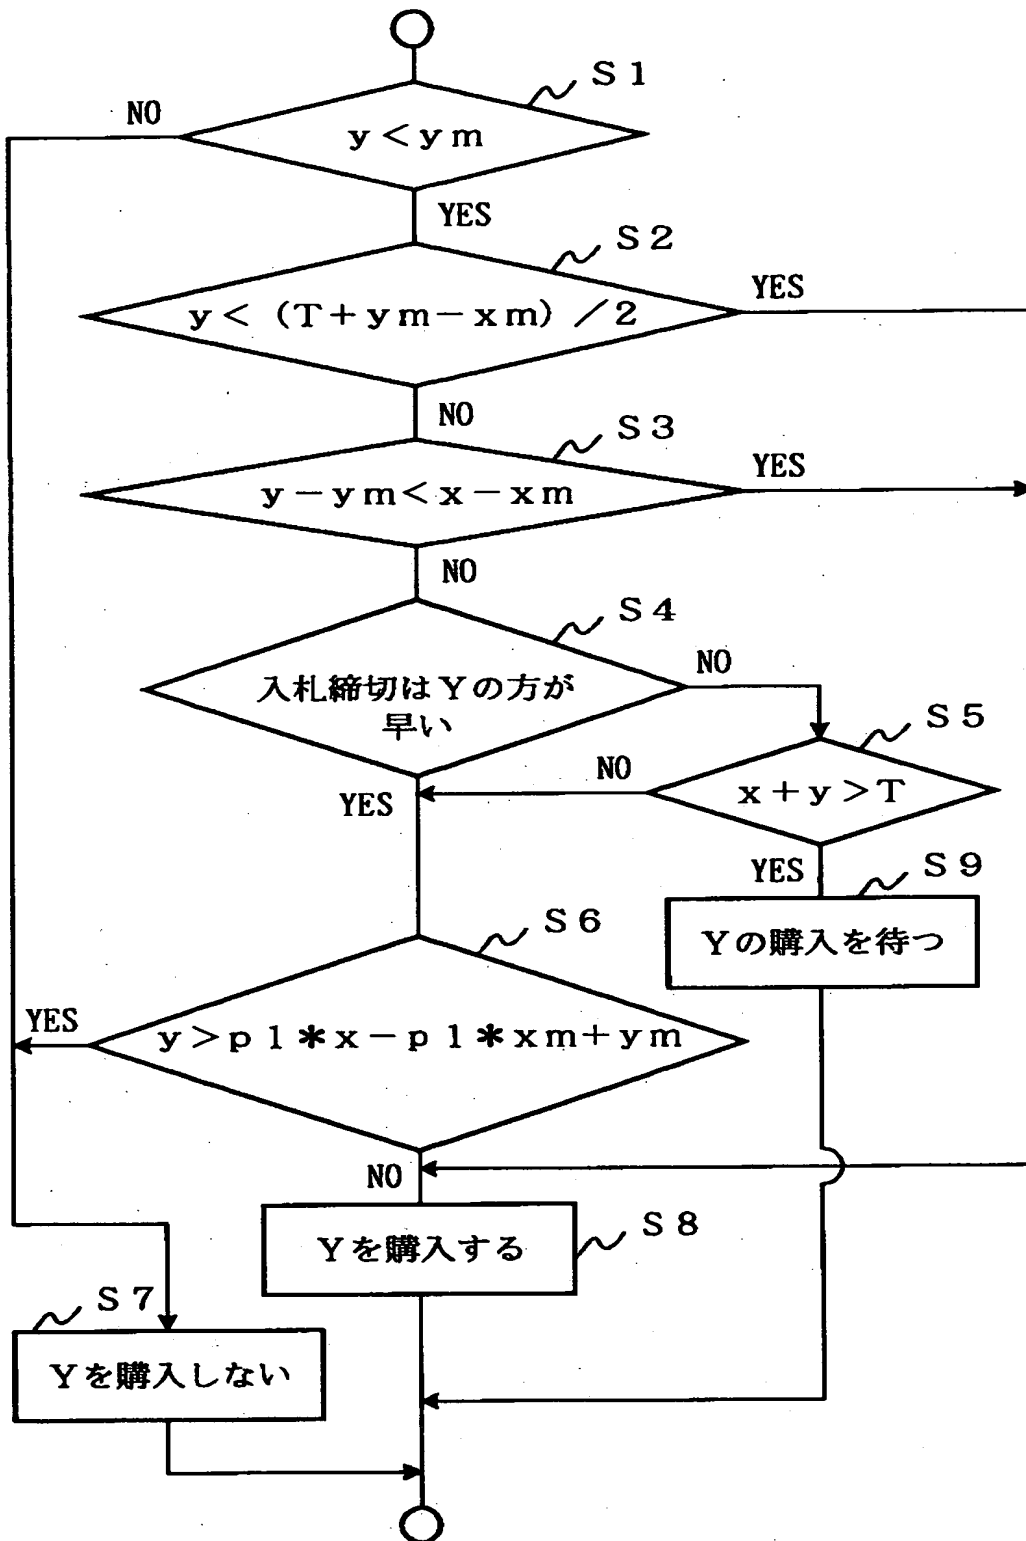 S1
NO
y<ym
YES
S2
YES
y<(T+ym-xm)/2
NO
S3
YES
y-ym<x-xm
NO
S4
NO
入札締切はYの方が
早い
S5
NO
x+y>T
YES
YES
S9
Yの購入を待つ
S6
YES
y>p1*x-p1*xm+ym
NO
S8
Yを購入する
S7
Yを購入しない